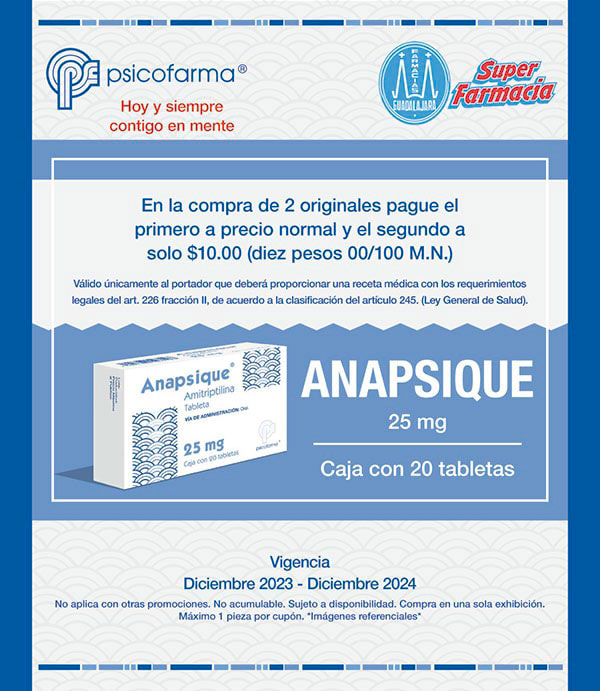 psicofarma®
Hoy y siempre
contigo en mente
FARMACIAS
GUADALAJARA
Super
Farmacia
En la compra de 2 originales pague el
primero a precio normal y el segundo a
solo $10.00 (diez pesos 00/100 M.N.)
Válido únicamente al portador que deberá proporcionar una receta médica con los requerimientos
legales del art. 226 fracción II, de acuerdo a la clasificación del artículo 245. (Ley General de Salud).
Anapsique®
Amitriptilina
Tableta
VÍA DE ADMINISTRACIÓN: Oral.
25 mg
Caja con 20 tabletas
psicofarma®
ANAPSIQUE
25 mg
Caja con 20 tabletas
Vigencia
Diciembre 2023 - Diciembre 2024
No aplica con otras promociones. No acumulable. Sujeto a disponibilidad. Compra en una sola exhibición.
Máximo 1 pieza por cupón. *Imágenes referenciales*